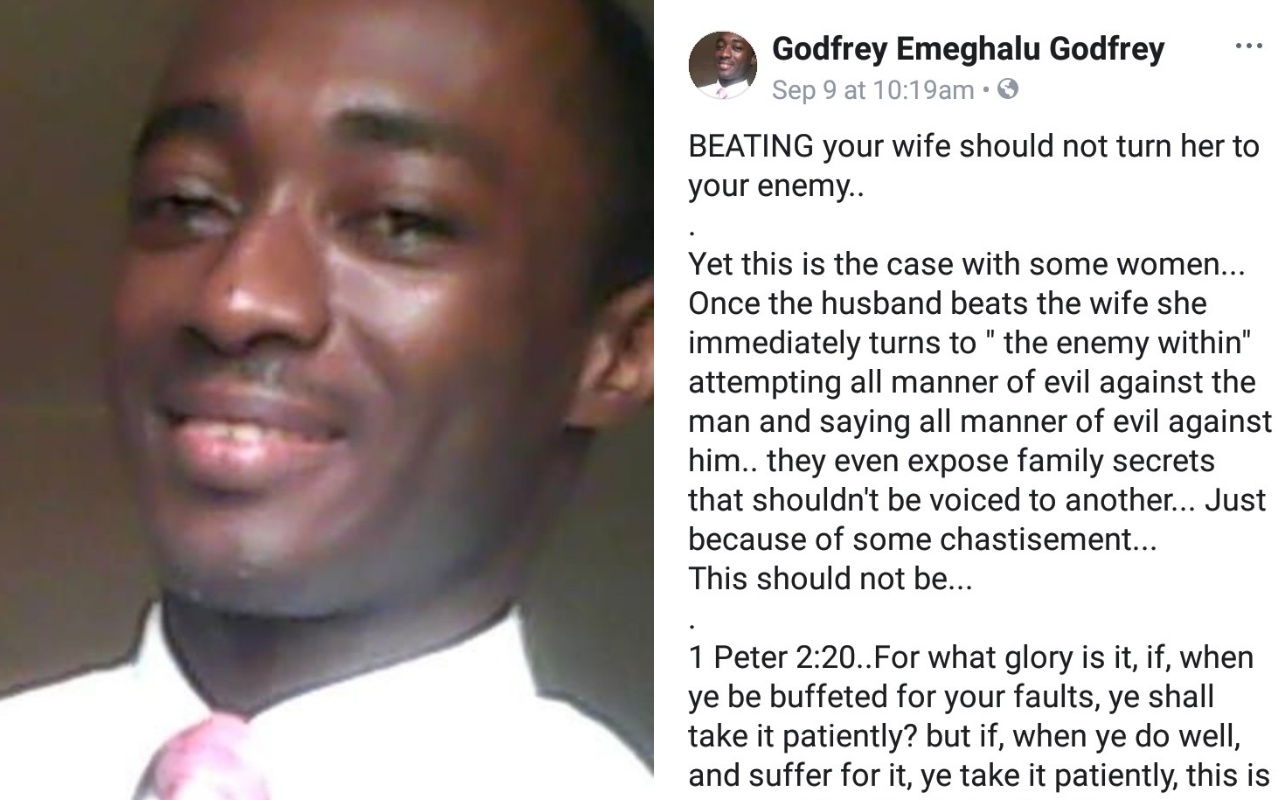 Godfrey Emeghalu Godfrey
Sep 9 at 10:19am •
BEATING your wife should not turn her to
your enemy..
.
Yet this is the case with some women...
Once the husband beats the wife she
immediately turns to " the enemy within"
attempting all manner of evil against the
man and saying all manner of evil against
him.. they even expose family secrets
that shouldn't be voiced to another... Just
because of some chastisement...
This should not be...
.
1 Peter 2:20..For what glory is it, if, when
ye be buffeted for your faults, ye shall
take it patiently? but if, when ye do well,
and suffer for it, ye take it patiently, this is